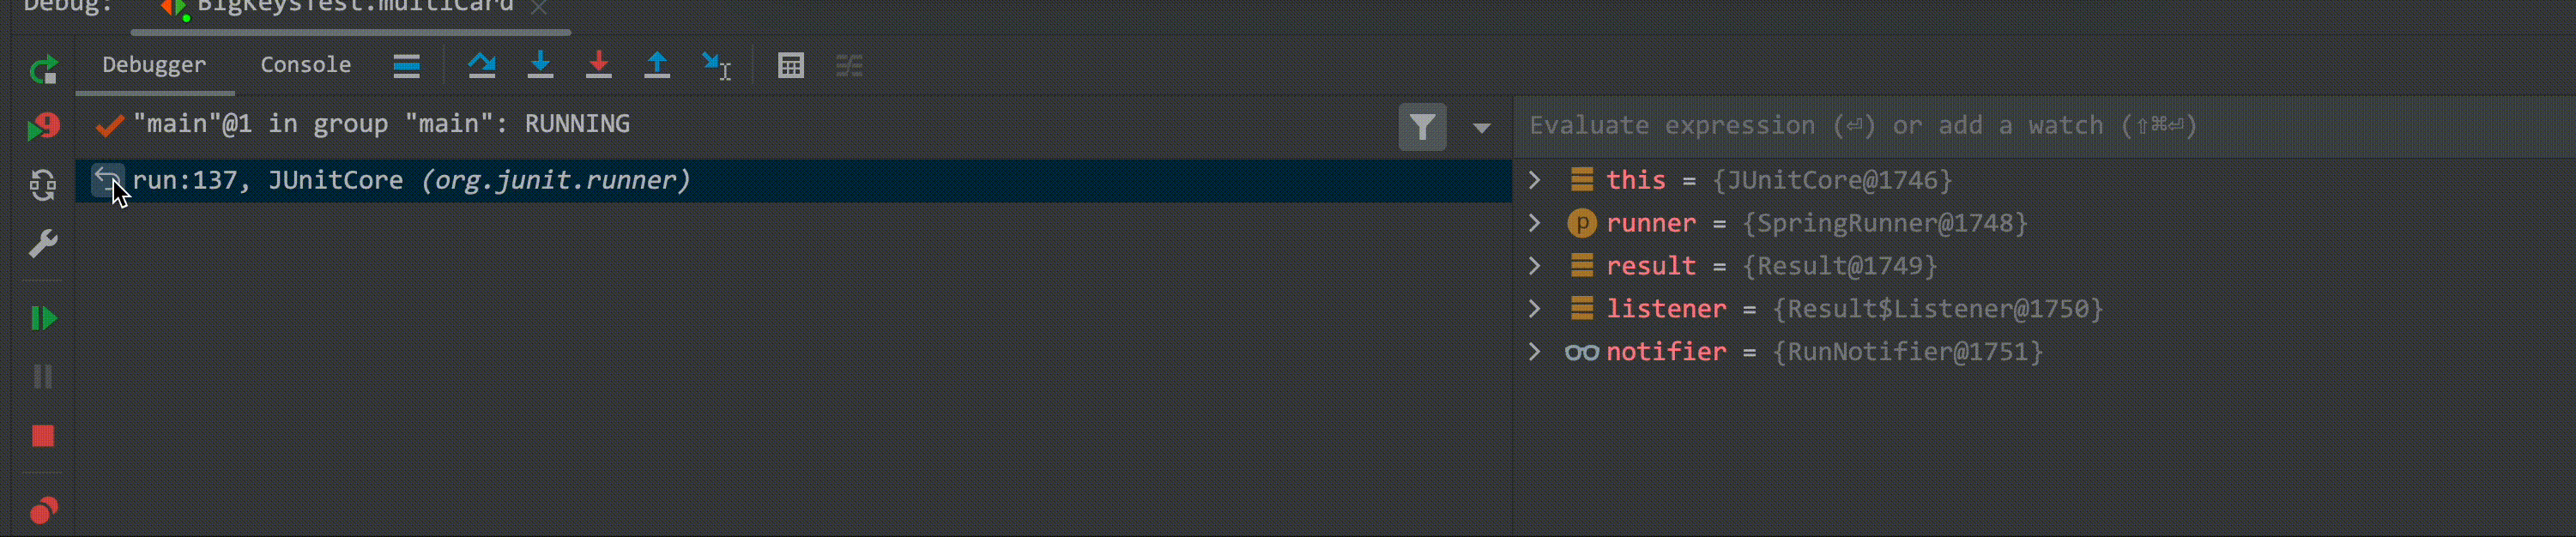 Debug: BigKeysTest.multiCard
Debugger Console
"main"@1 in group "main": RUNNING
run:137, JUnitCore (org.junit.runner)
Evaluate expression (⏎) or add a watch (⇧⌘⏎)
this = {JUnitCore@1746}
p runner = {SpringRunner@1748}
result = {Result@1749}
listener = {Result$Listener@1750}
notifier = {RunNotifier@1751}
9